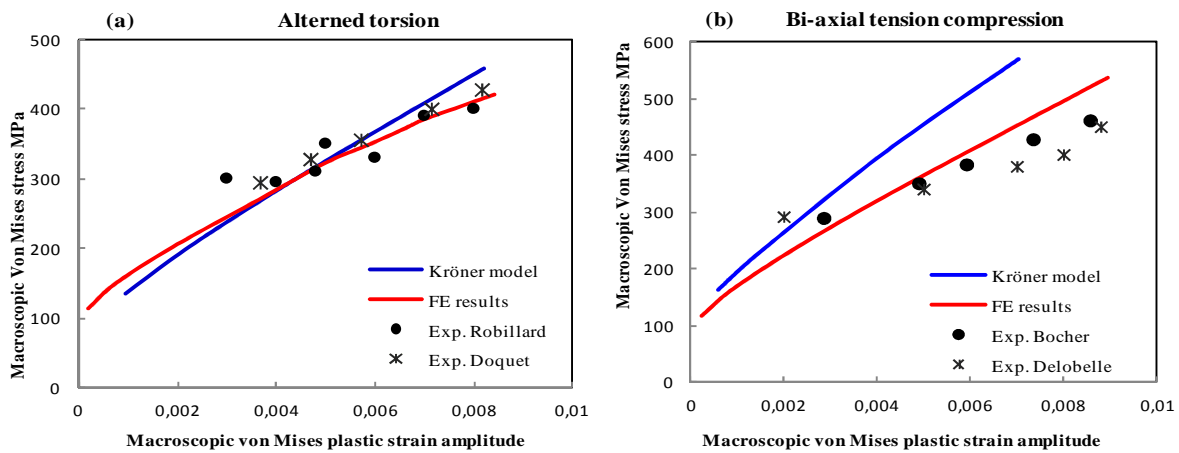 (a) Alterned torsion
Macroscopic Von Mises stress MPa
500
400
300
200
100
0
0 0,002 0,004 0,006 0,008 0,01
Macroscopic von Mises plastic strain amplitude
Kröner model
FE results
Exp. Robillard
Exp. Doquet
(b) Bi-axial tension compression
Macroscopic Von Mises stress MPa
600
500
400
300
200
100
0
0 0,002 0,004 0,006 0,008 0,01
Macroscopic von Mises plastic strain amplitude
Kröner model
FE results
Exp. Bocher
Exp. Delobelle